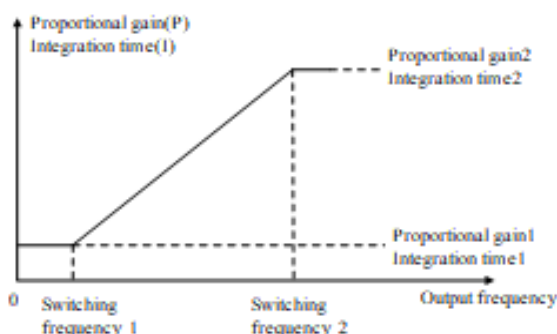 Proportional gain(P)
Integration time(I)
Proportional gain2
Integration time2
Proportional gain1
Integration time1
0
Switching
frequency 1
Switching
frequency 2
Output frequency